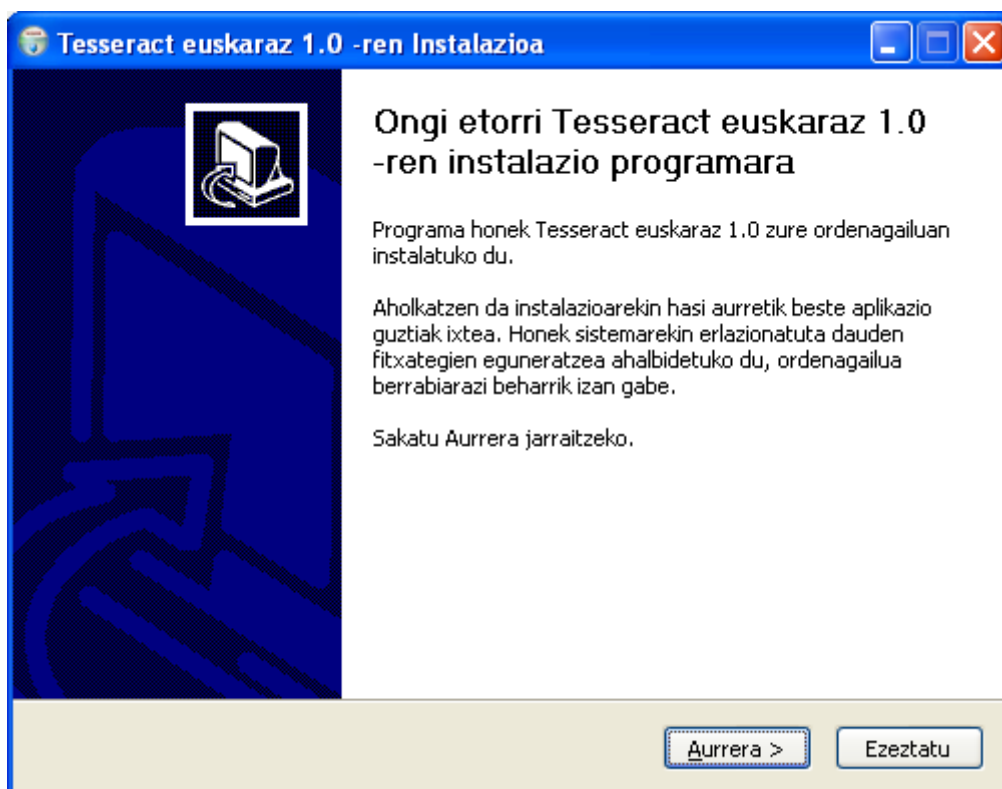 Tesseract euskaraz 1.0 -ren Instalazioa
Ongi etorri Tesseract euskaraz 1.0
-ren instalazio programara
Programa honek Tesseract euskaraz 1.0 zure ordenagailuan
instalatuko du.
Aholkatzen da instalazioarekin hasi aurretik beste aplikazio
guztiak ixtea. Honek sistemarekin erlazionatuta dauden
fitxategien eguneratzea ahalbidetuko du, ordenagailua
berrabiarazi beharrik izan gabe.
Sakatu Aurrera jarraitzeko.
Aurrera > Ezeztatu